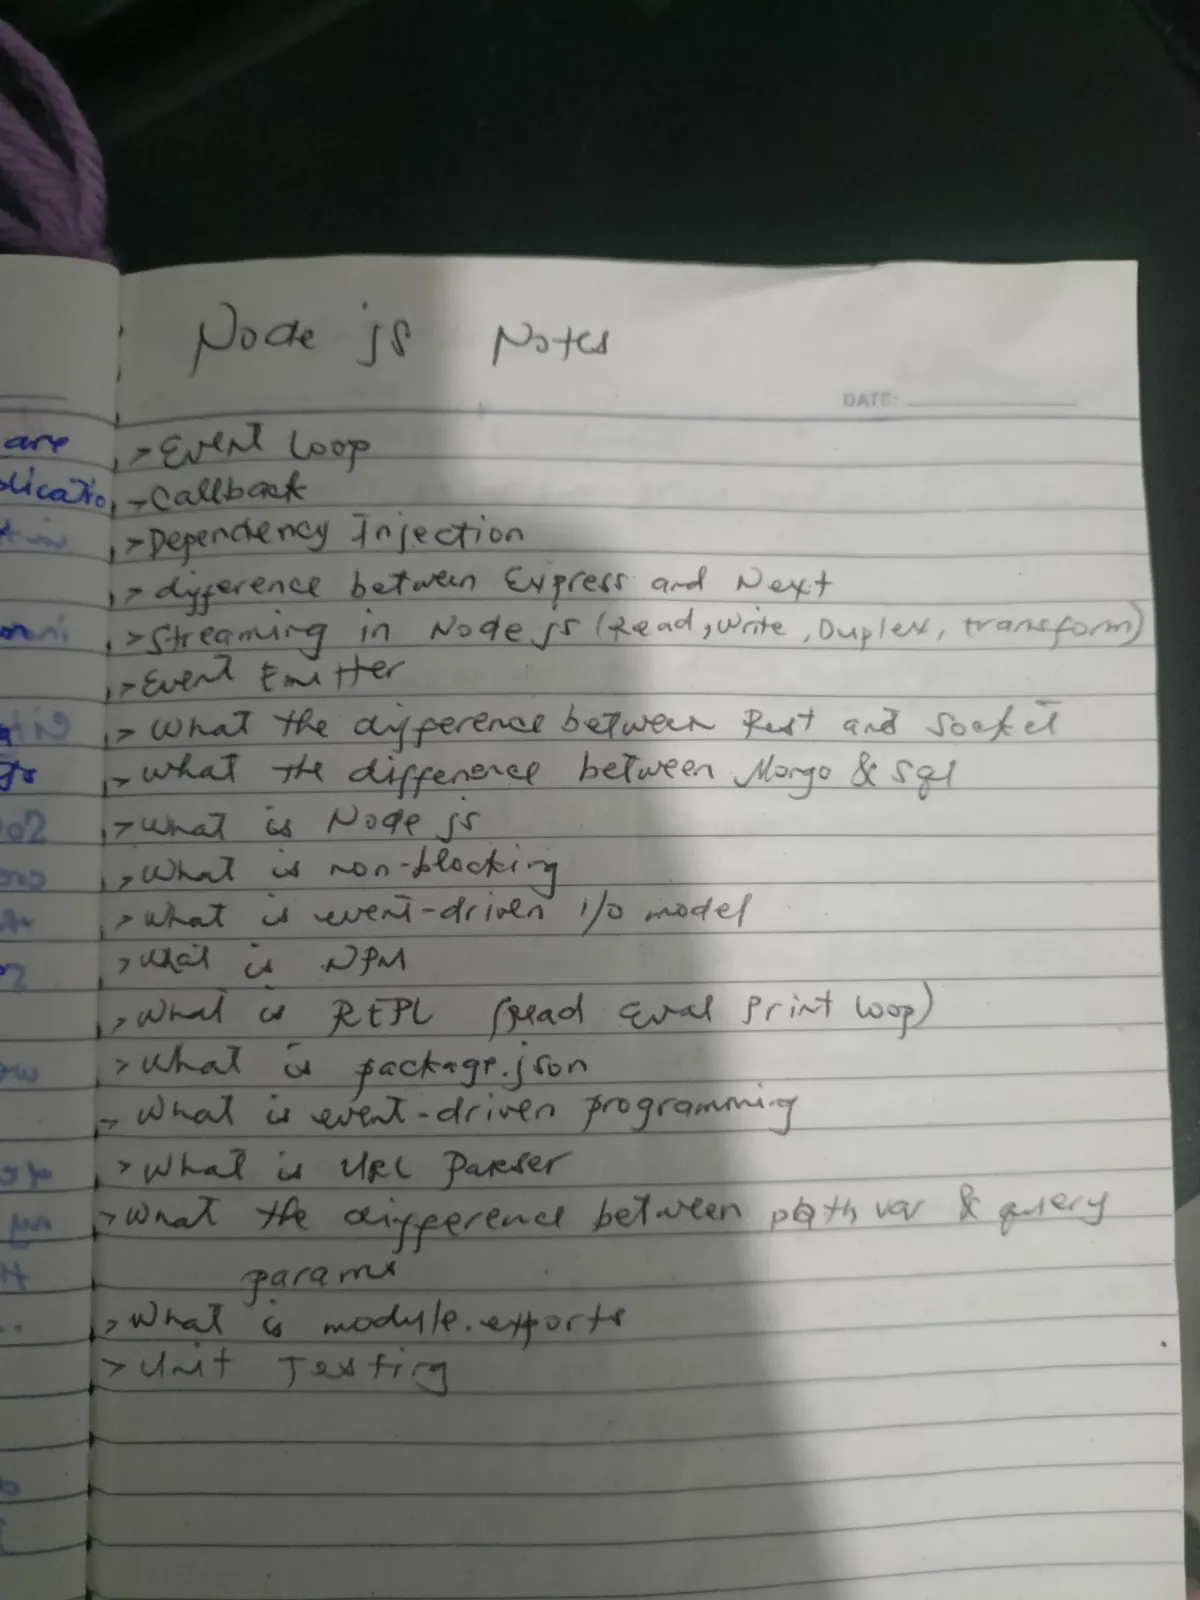 Node js Notes
DATE:
are
> Event Loop
> Callback
> Dependency Injection
> difference between Express and Next
> Streaming in Node js (Read, Write, Duplex, transform)
> Event Emitter
> What the difference between Rest and Socket
> What the difference between Mongo & Sql
> What is Node js
> What is non-blocking
> What is event-driven i/o model
> What is NPM
> What is REPL (Read Eval Print Loop)
> What is package.json
> What is event-driven programming
> What is URL Parser
> What the difference between path var & query
params
> What is module.exports
> Unit Testing